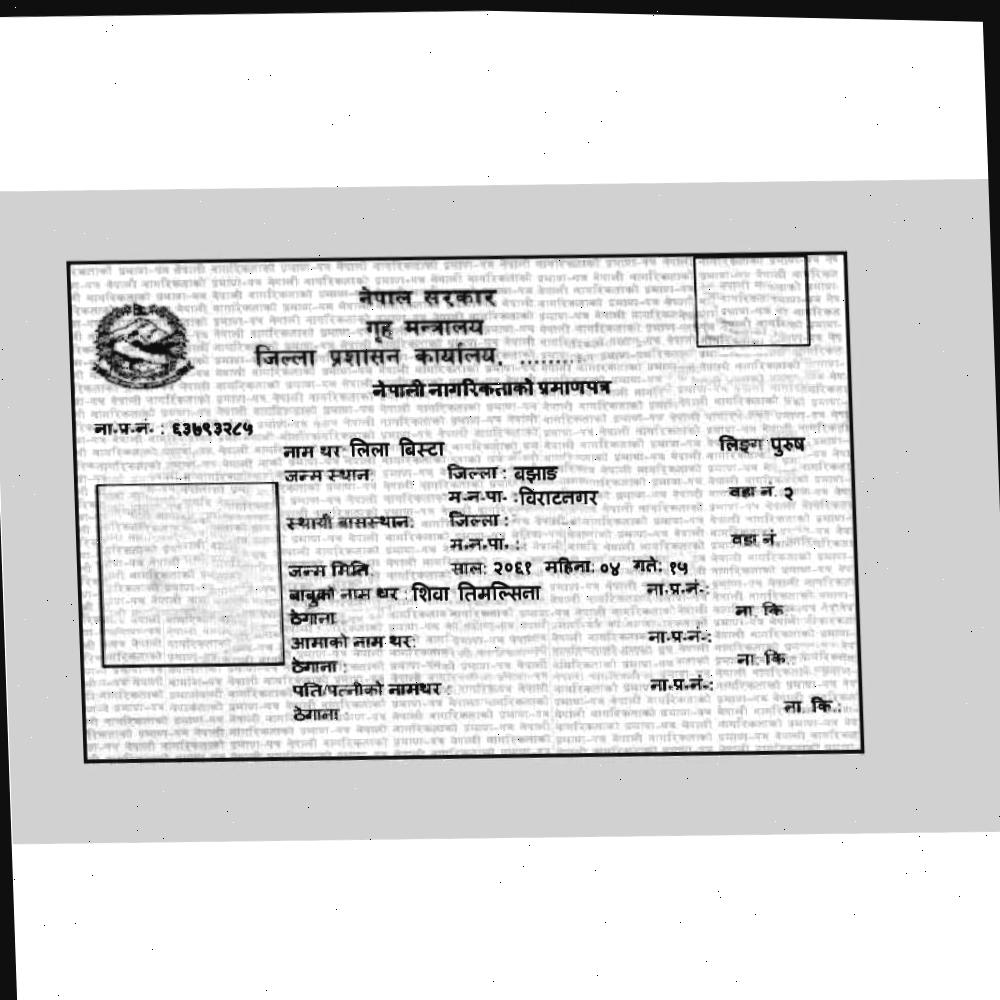 नेपाल सरकार
गृह मन्त्रालय
जिल्ला प्रशासन कार्यालय, ..........
नेपाली नागरिकताको प्रमाणपत्र
ना.प्र.नं. : ६३७९३२८५
नाम थर लिला बिस्टा लिङ्ग पुरुष
जन्म स्थान: जिल्ला : बझाङ
म.न.पा. : विराटनगर वडा नं. २
स्थायी बासस्थान: जिल्ला :
म.न.पा. : वडा नं.
जन्म मिति: साल: २०६१ महिना: ०४ गते: १५
बाबुको नाम थर : शिवा तिमल्सिना ना.प्र.नं.:
ठेगाना : ना. कि.:
आमाको नाम थर: ना.प्र.नं.:
ठेगाना : ना. कि.:
पति/पत्नीको नामथर : ना.प्र.नं.:
ठेगाना : ना. कि.: